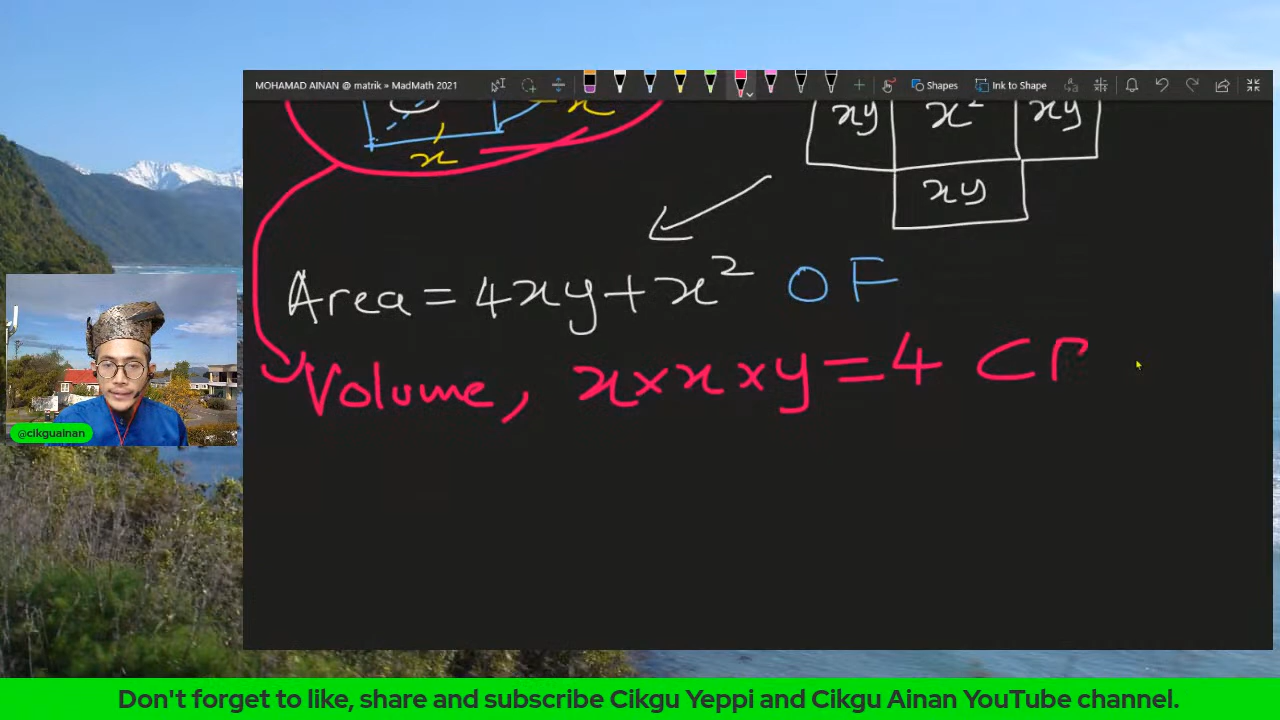 MOHAMAD AINAN @ matrik » MadMath 2021
Shapes
Ink to Shape
x
x
xy
x²
xy
xy
Area = 4xy + x² OF
Volume, x × x × y = 4 C
@cikguainan
Don't forget to like, share and subscribe Cikgu Yeppi and Cikgu Ainan YouTube channel.